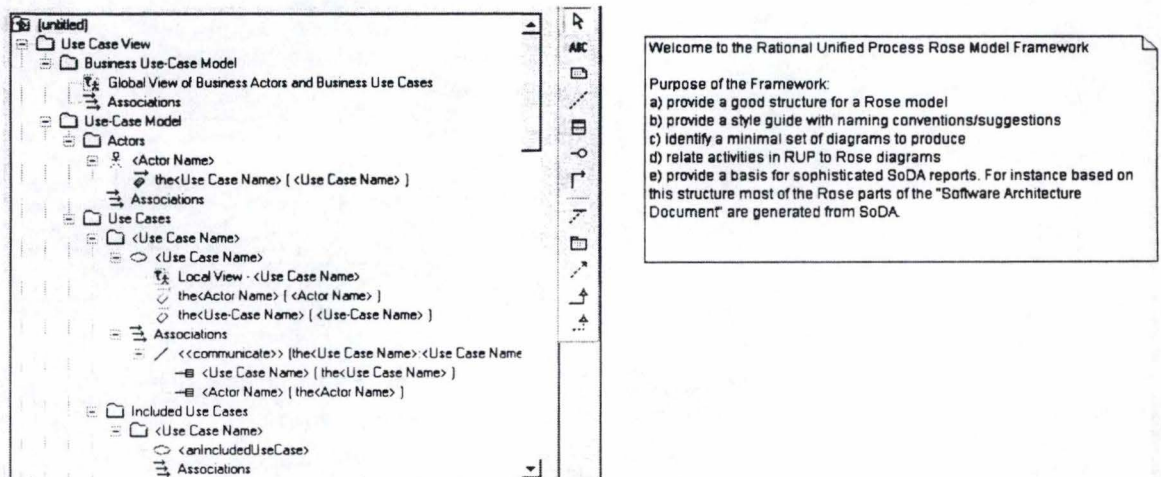 (untitled)
Use Case View
Business Use-Case Model
Global View of Business Actors and Business Use Cases
Associations
Use-Case Model
Actors
<Actor Name>
the<Use Case Name> ( <Use Case Name> )
Associations
Use Cases
<Use Case Name>
<Use Case Name>
Local View - <Use Case Name>
the<Actor Name> ( <Actor Name> )
the<Use-Case Name> ( <Use-Case Name> )
Associations
<<communicate>> (the<Use Case Name>:<Use Case Name
<Use Case Name> ( the<Use Case Name> )
<Actor Name> ( the<Actor Name> )
Included Use Cases
<Use Case Name>
<anIncludedUseCase>
Associations
ABC
Welcome to the Rational Unified Process Rose Model Framework
Purpose of the Framework:
a) provide a good structure for a Rose model
b) provide a style guide with naming conventions/suggestions
c) identify a minimal set of diagrams to produce
d) relate activities in RUP to Rose diagrams
e) provide a basis for sophisticated SoDA reports. For instance based on
this structure most of the Rose parts of the "Software Architecture
Document" are generated from SoDA.